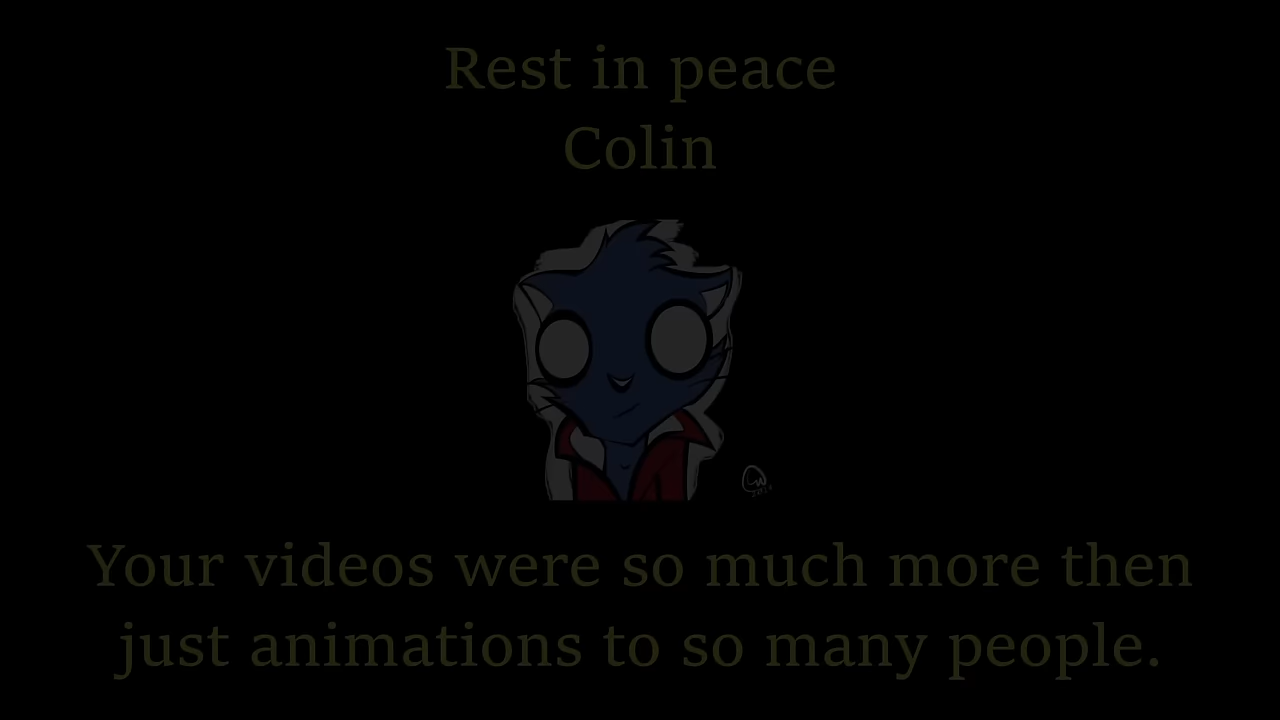 Rest in peace
Colin
Your videos were so much more then
just animations to so many people.